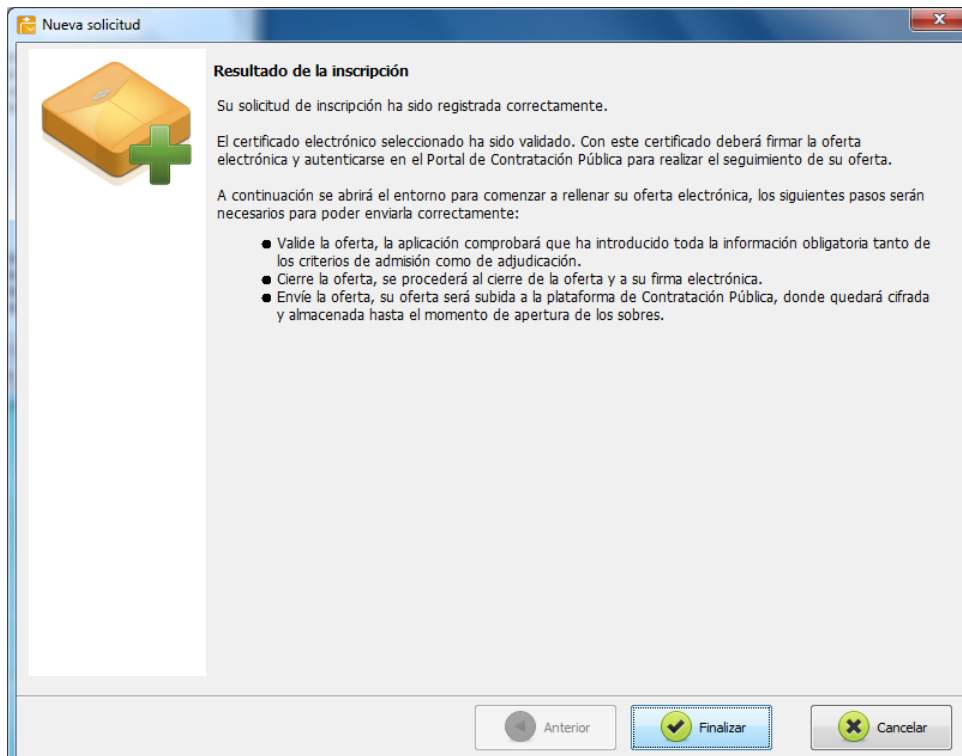 Nueva solicitud
Resultado de la inscripción
Su solicitud de inscripción ha sido registrada correctamente.
El certificado electrónico seleccionado ha sido validado. Con este certificado deberá firmar la oferta
electrónica y autenticarse en el Portal de Contratación Pública para realizar el seguimiento de su oferta.
A continuación se abrirá el entorno para comenzar a rellenar su oferta electrónica, los siguientes pasos serán
necesarios para poder enviarla correctamente:
● Valide la oferta, la aplicación comprobará que ha introducido toda la información obligatoria tanto de
los criterios de admisión como de adjudicación.
● Cierre la oferta, se procederá al cierre de la oferta y a su firma electrónica.
● Envíe la oferta, su oferta será subida a la plataforma de Contratación Pública, donde quedará cifrada
y almacenada hasta el momento de apertura de los sobres.
Anterior Finalizar Cancelar